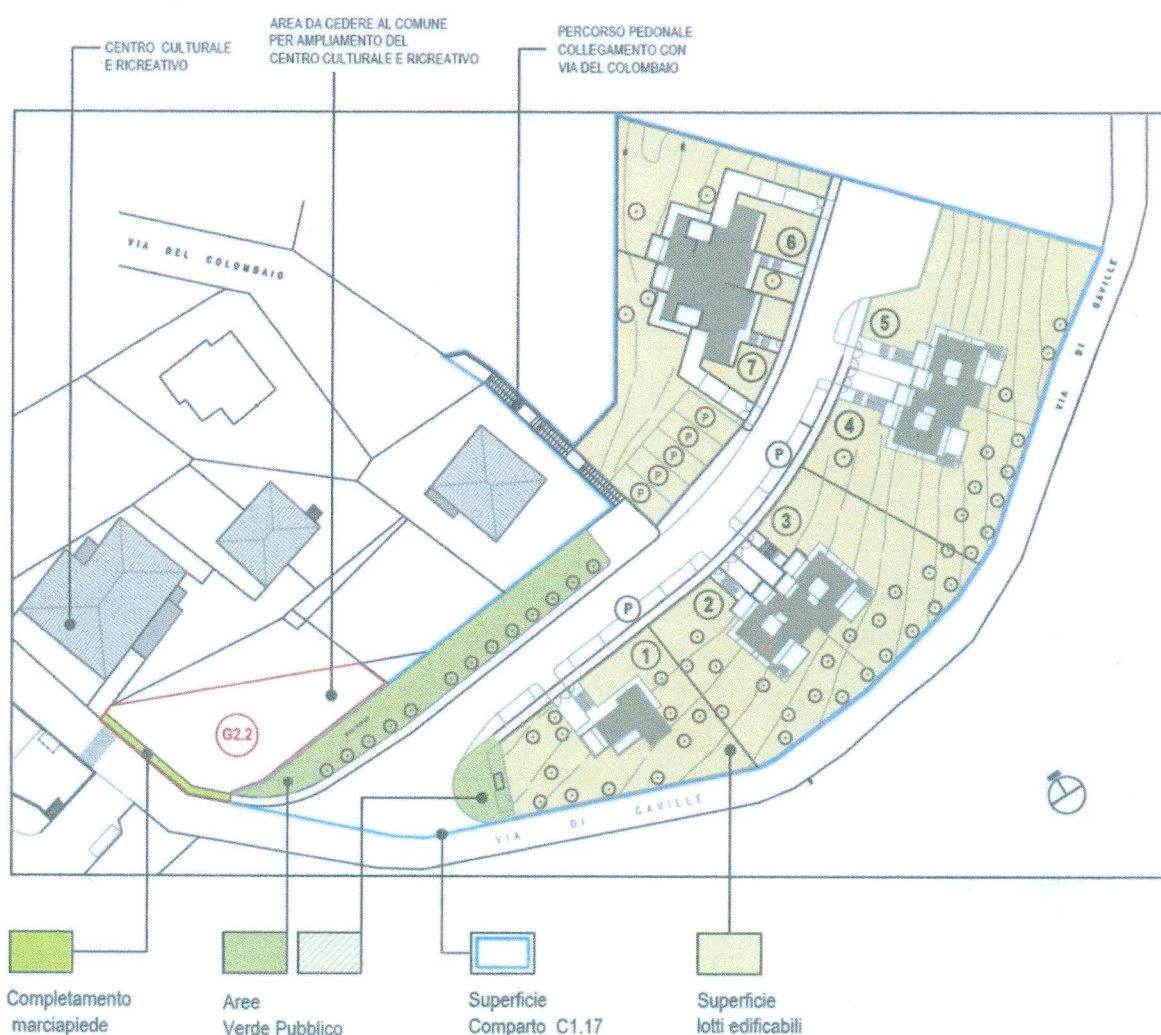 CENTRO CULTURALE
E RICREATIVO
AREA DA CEDERE AL COMUNE
PER AMPLIAMENTO DEL
CENTRO CULTURALE E RICREATIVO
PERCORSO PEDONALE
COLLEGAMENTO CON
VIA DEL COLOMBAIO
VIA DEL COLOMBAIO
VIA DI GAVILLE
6
5
7
4
P
P
P
P
P
P
3
2
P
1
G2.2
VIA DI GAVILLE
Completamento
marciapiede
Aree
Verde Pubblico
Superficie
Comparto C1.17
Superficie
lotti edificabili